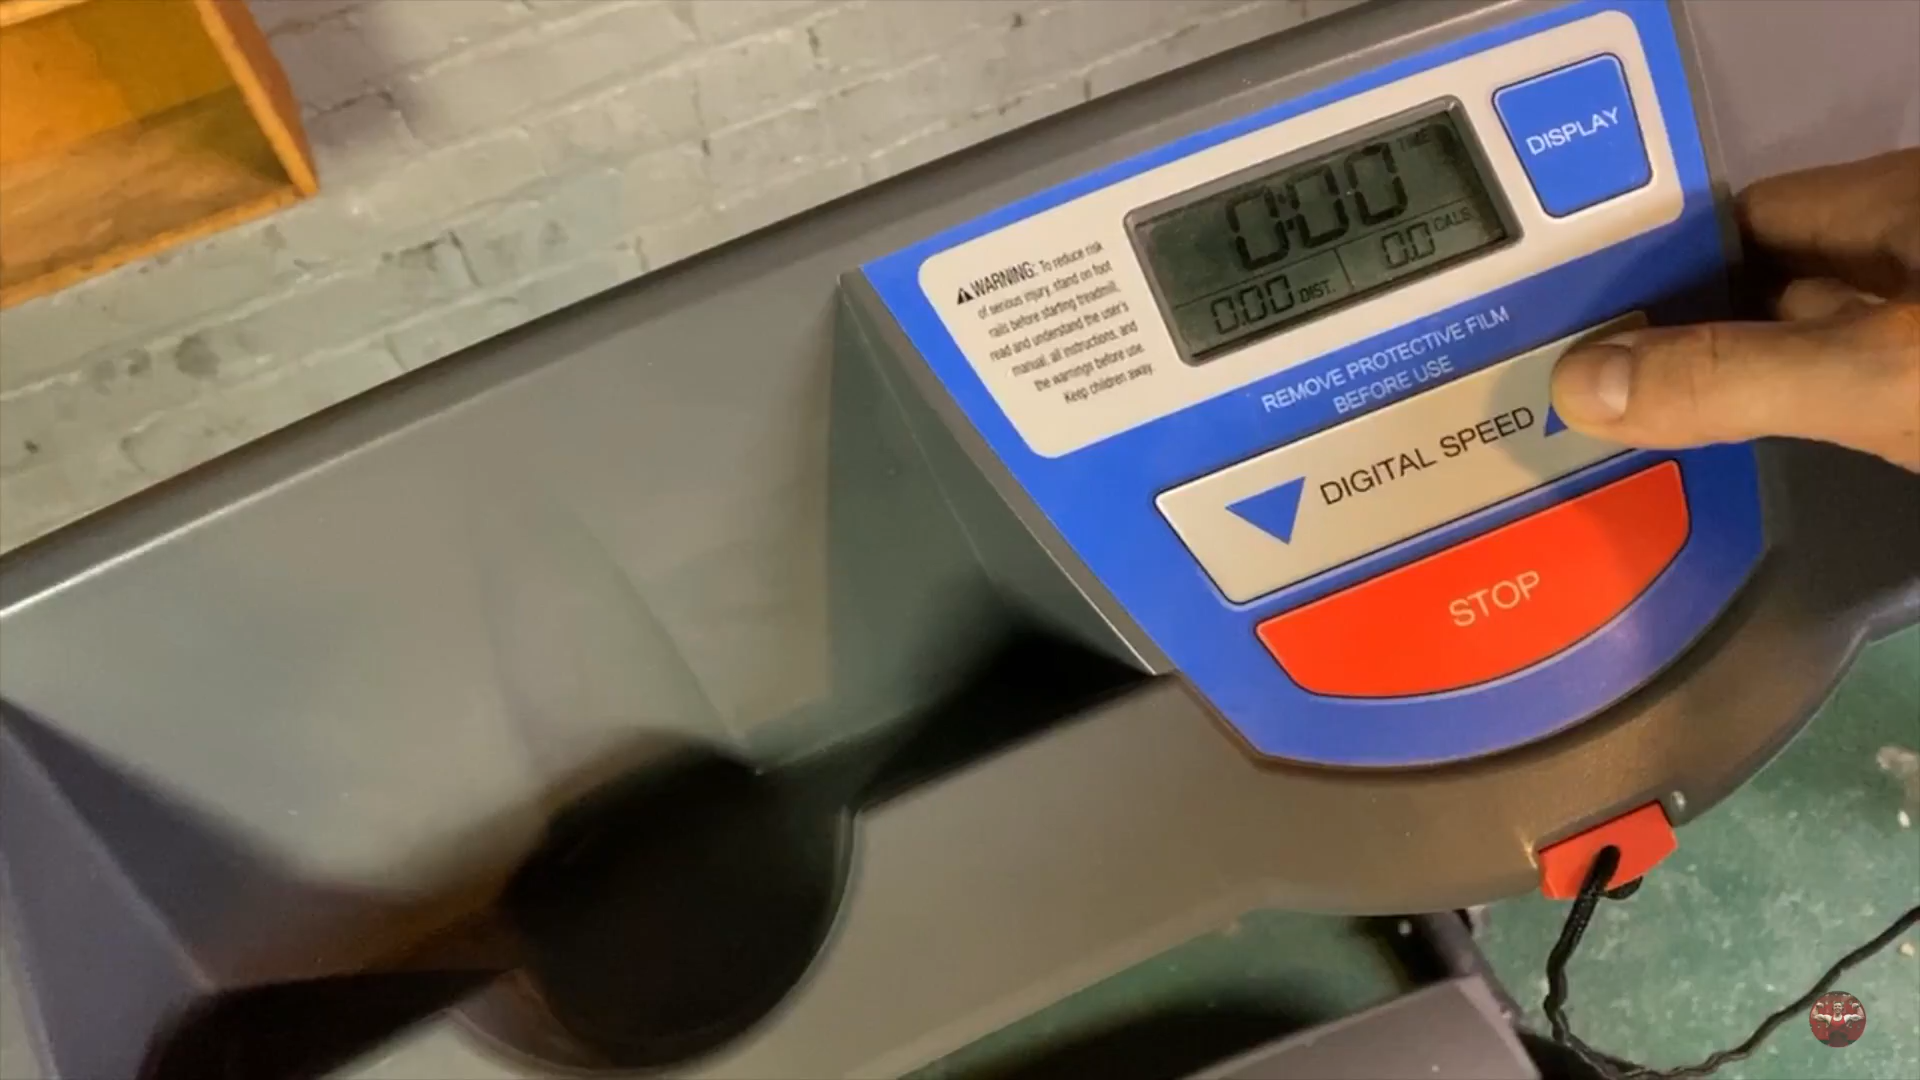 ⚠WARNING: To reduce risk
of serious injury, stand on foot
rails before starting treadmill,
read and understand the user's
manual, all instructions, and
the warnings before use.
Keep children away.
0:00 TIME
0.00 DIST. 0.0 CALS
DISPLAY
REMOVE PROTECTIVE FILM
BEFORE USE
DIGITAL SPEED
STOP